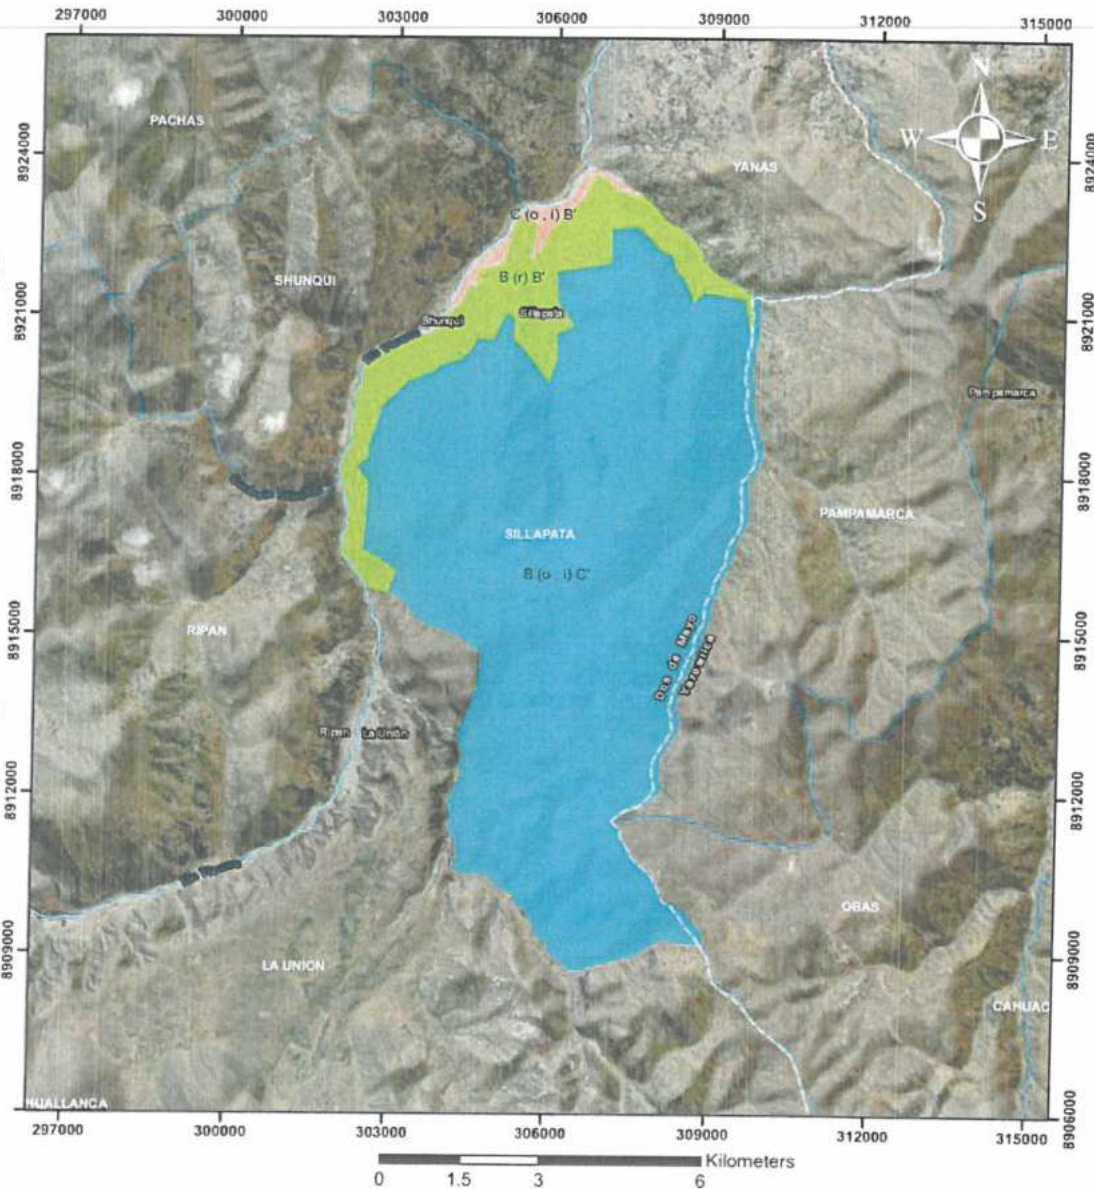 297000 300000 303000 306000 309000 312000 315000
N
PACHAS
8924000
YANAS
W E
8924000
S
C (o , i) B'
B (r) B'
SHUNQUI
8921000
Shunqui
Sillapata
8921000
Pampamarca
8918000
8918000
PAMPAMARCA
SILLAPATA
B (o , i) C'
RIPAN
8915000
8915000
Dos de Mayo
Yarowilca
Ripan
La Unión
8912000
8912000
OBAS
8909000
LA UNION
8909000
CAHUAC
HUALLANCA
8906000
297000 300000 303000 306000 309000 312000 315000
Kilometers
0 1.5 3 6